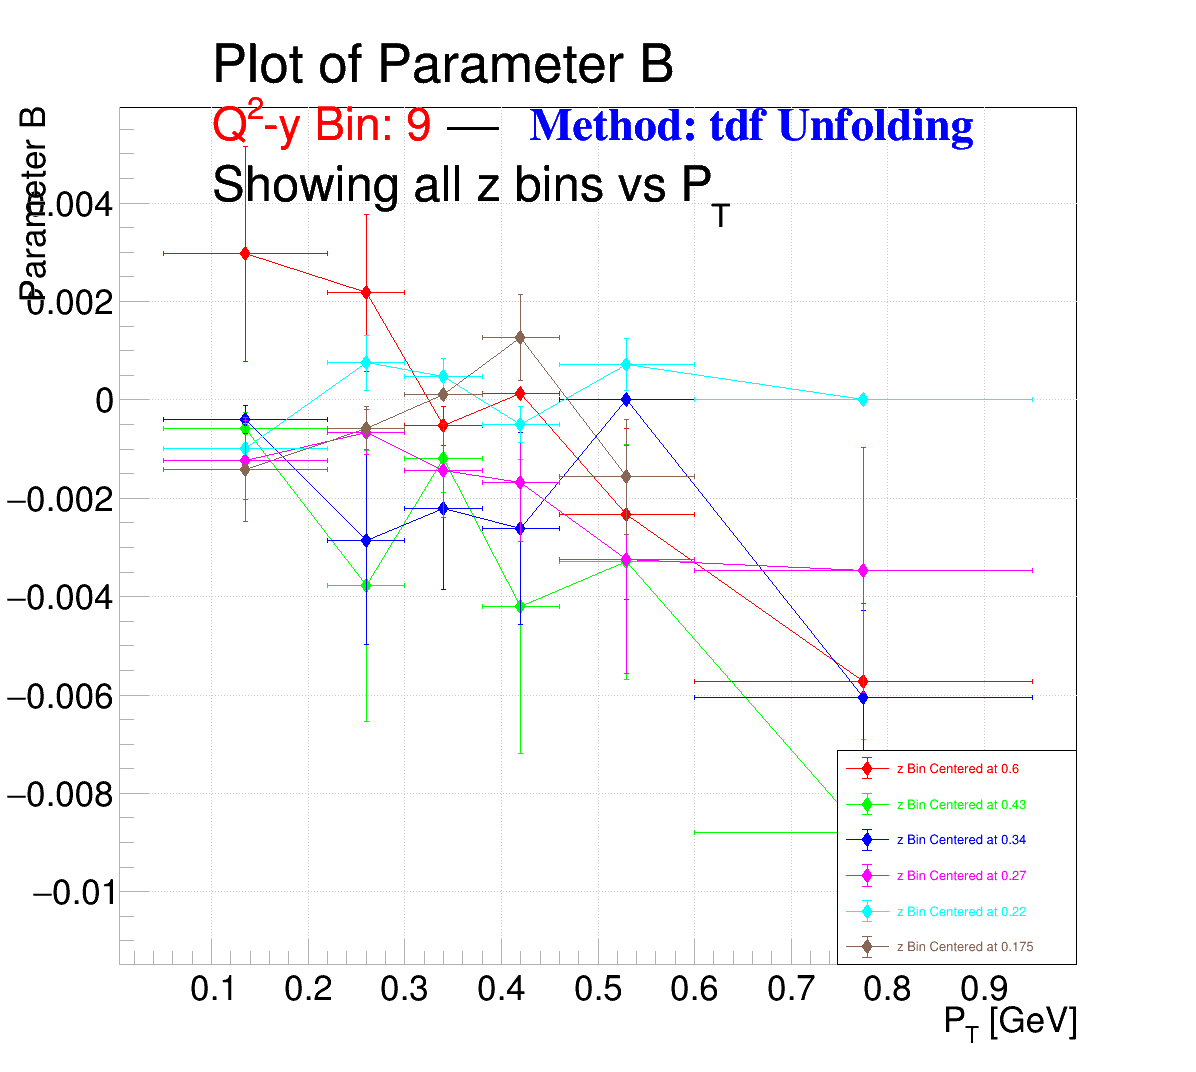 Plot of Parameter B
Q²-y Bin: 9 — Method: tdf Unfolding
Showing all z bins vs P_T
Parameter B
0.004
0.002
0
−0.002
−0.004
−0.006
−0.008
−0.01
z Bin Centered at 0.6
z Bin Centered at 0.43
z Bin Centered at 0.34
z Bin Centered at 0.27
z Bin Centered at 0.22
z Bin Centered at 0.175
0.1 0.2 0.3 0.4 0.5 0.6 0.7 0.8 0.9
P_T [GeV]